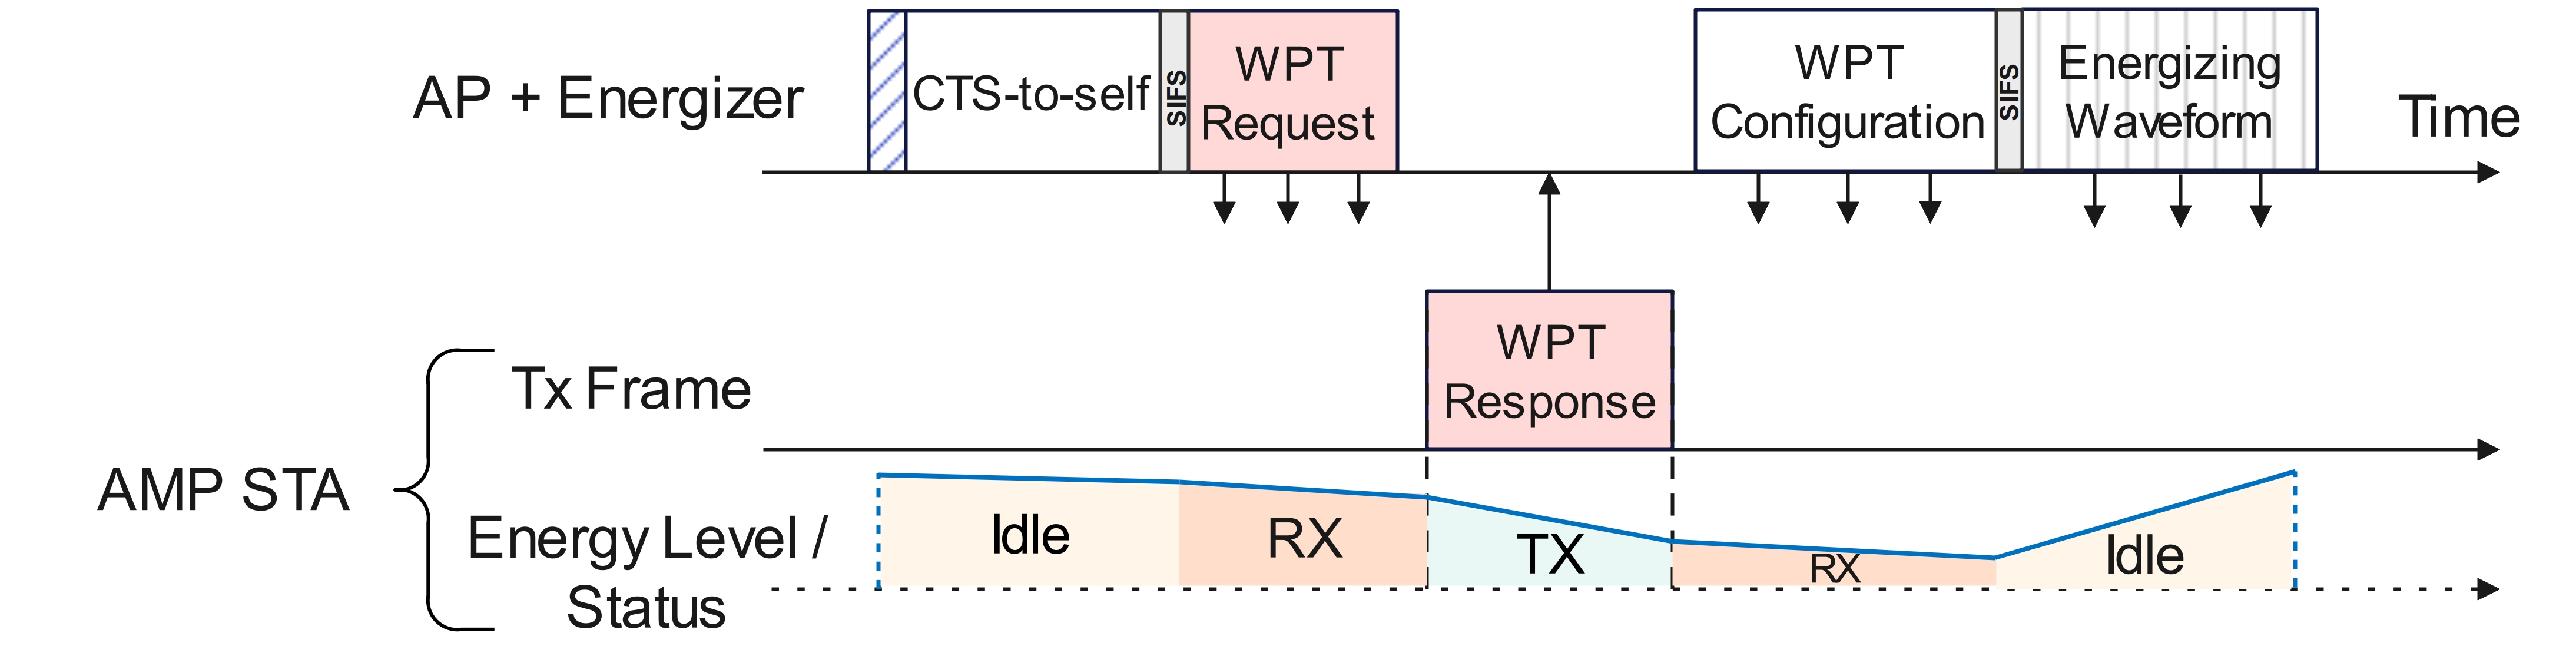 AP + Energizer
CTS-to-self
SIFS
WPT
Request
WPT
Configuration
SIFS
Energizing
Waveform
Time
WPT
Response
Tx Frame
AMP STA
Energy Level /
Status
Idle
RX
TX
RX
Idle